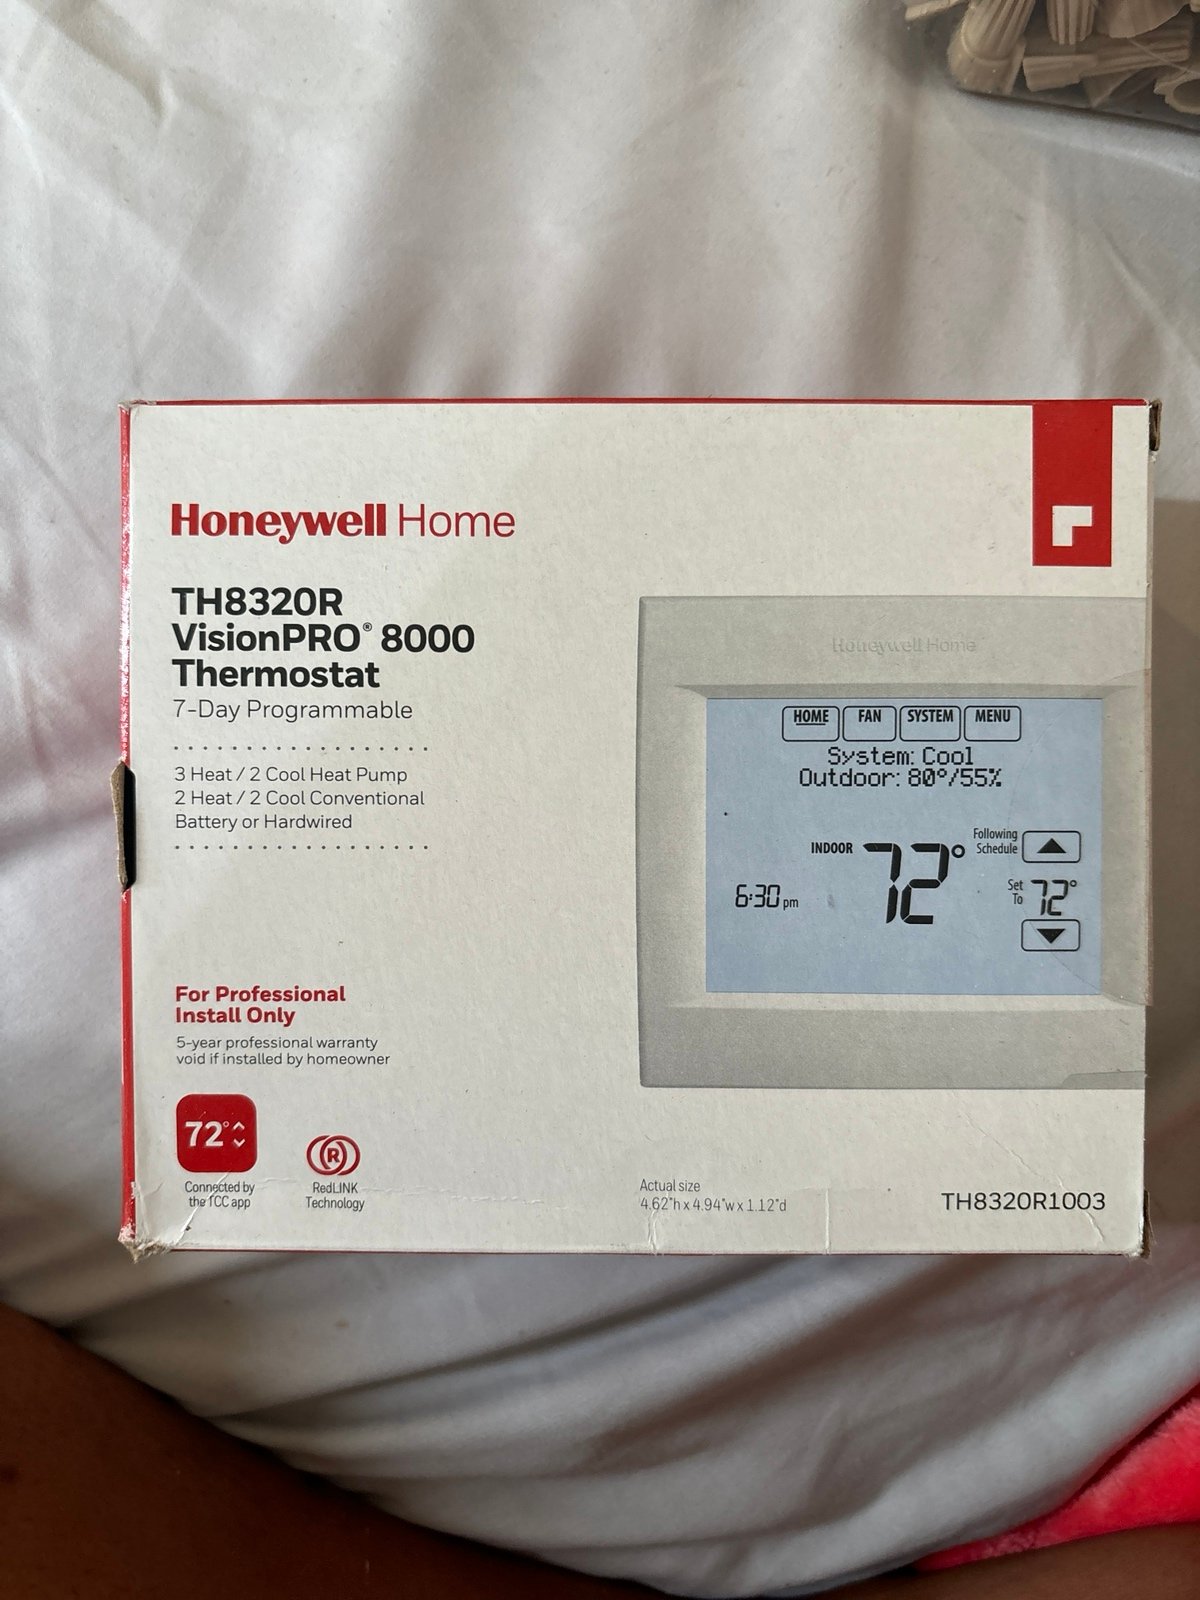 Honeywell Home
TH8320R
VisionPRO® 8000
Thermostat
7-Day Programmable
3 Heat / 2 Cool Heat Pump
2 Heat / 2 Cool Conventional
Battery or Hardwired
For Professional
Install Only
5-year professional warranty
void if installed by homeowner
72°
Connected by
the TCC app
R
RedLINK
Technology
Honeywell Home
HOME FAN SYSTEM MENU
System: Cool
Outdoor: 80°/55%
INDOOR 72°
Following
Schedule
6:30 pm
Set
To 72°
Actual size
4.62"h x 4.94"w x 1.12"d
TH8320R1003